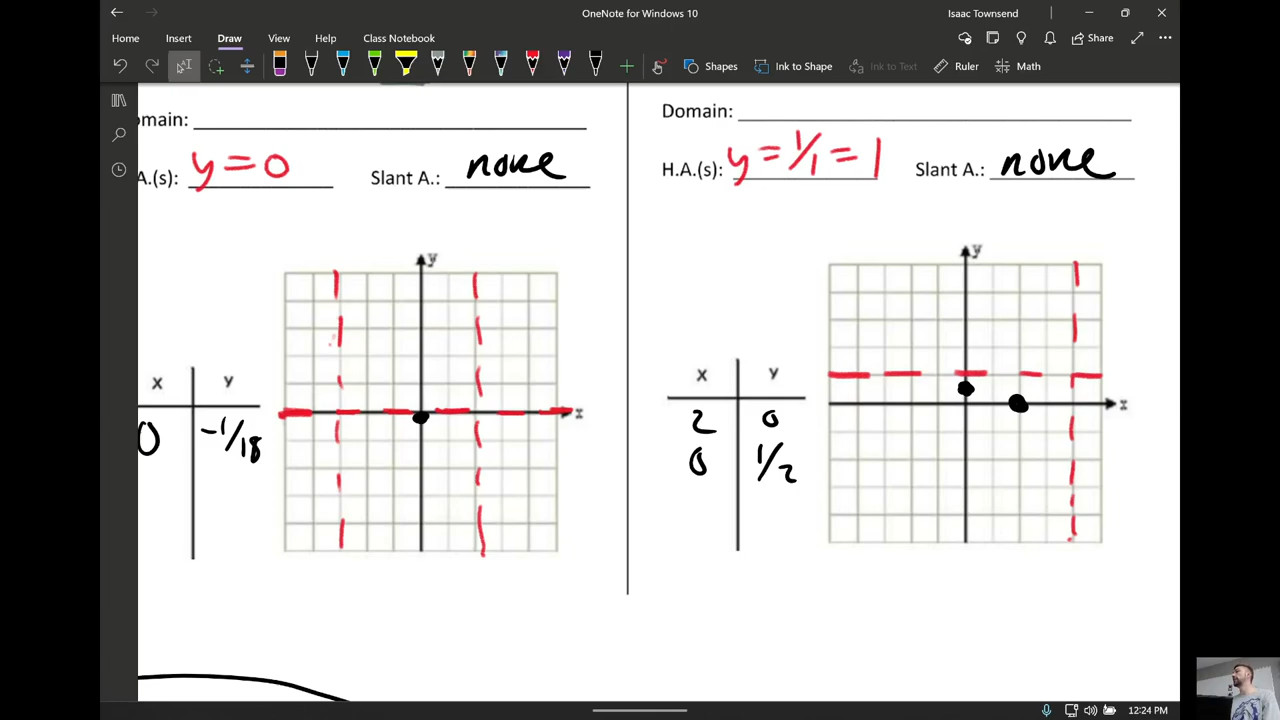 OneNote for Windows 10
Isaac Townsend
Home Insert Draw View Help Class Notebook
Share
Shapes Ink to Shape Ink to Text Ruler Math
main:
A.(s): y = 0 Slant A.: none
y
x
x y
0 -1/18
Domain:
H.A.(s): y = 1/1 = 1 Slant A.: none
y
x
x y
2 0
0 1/2
12:24 PM